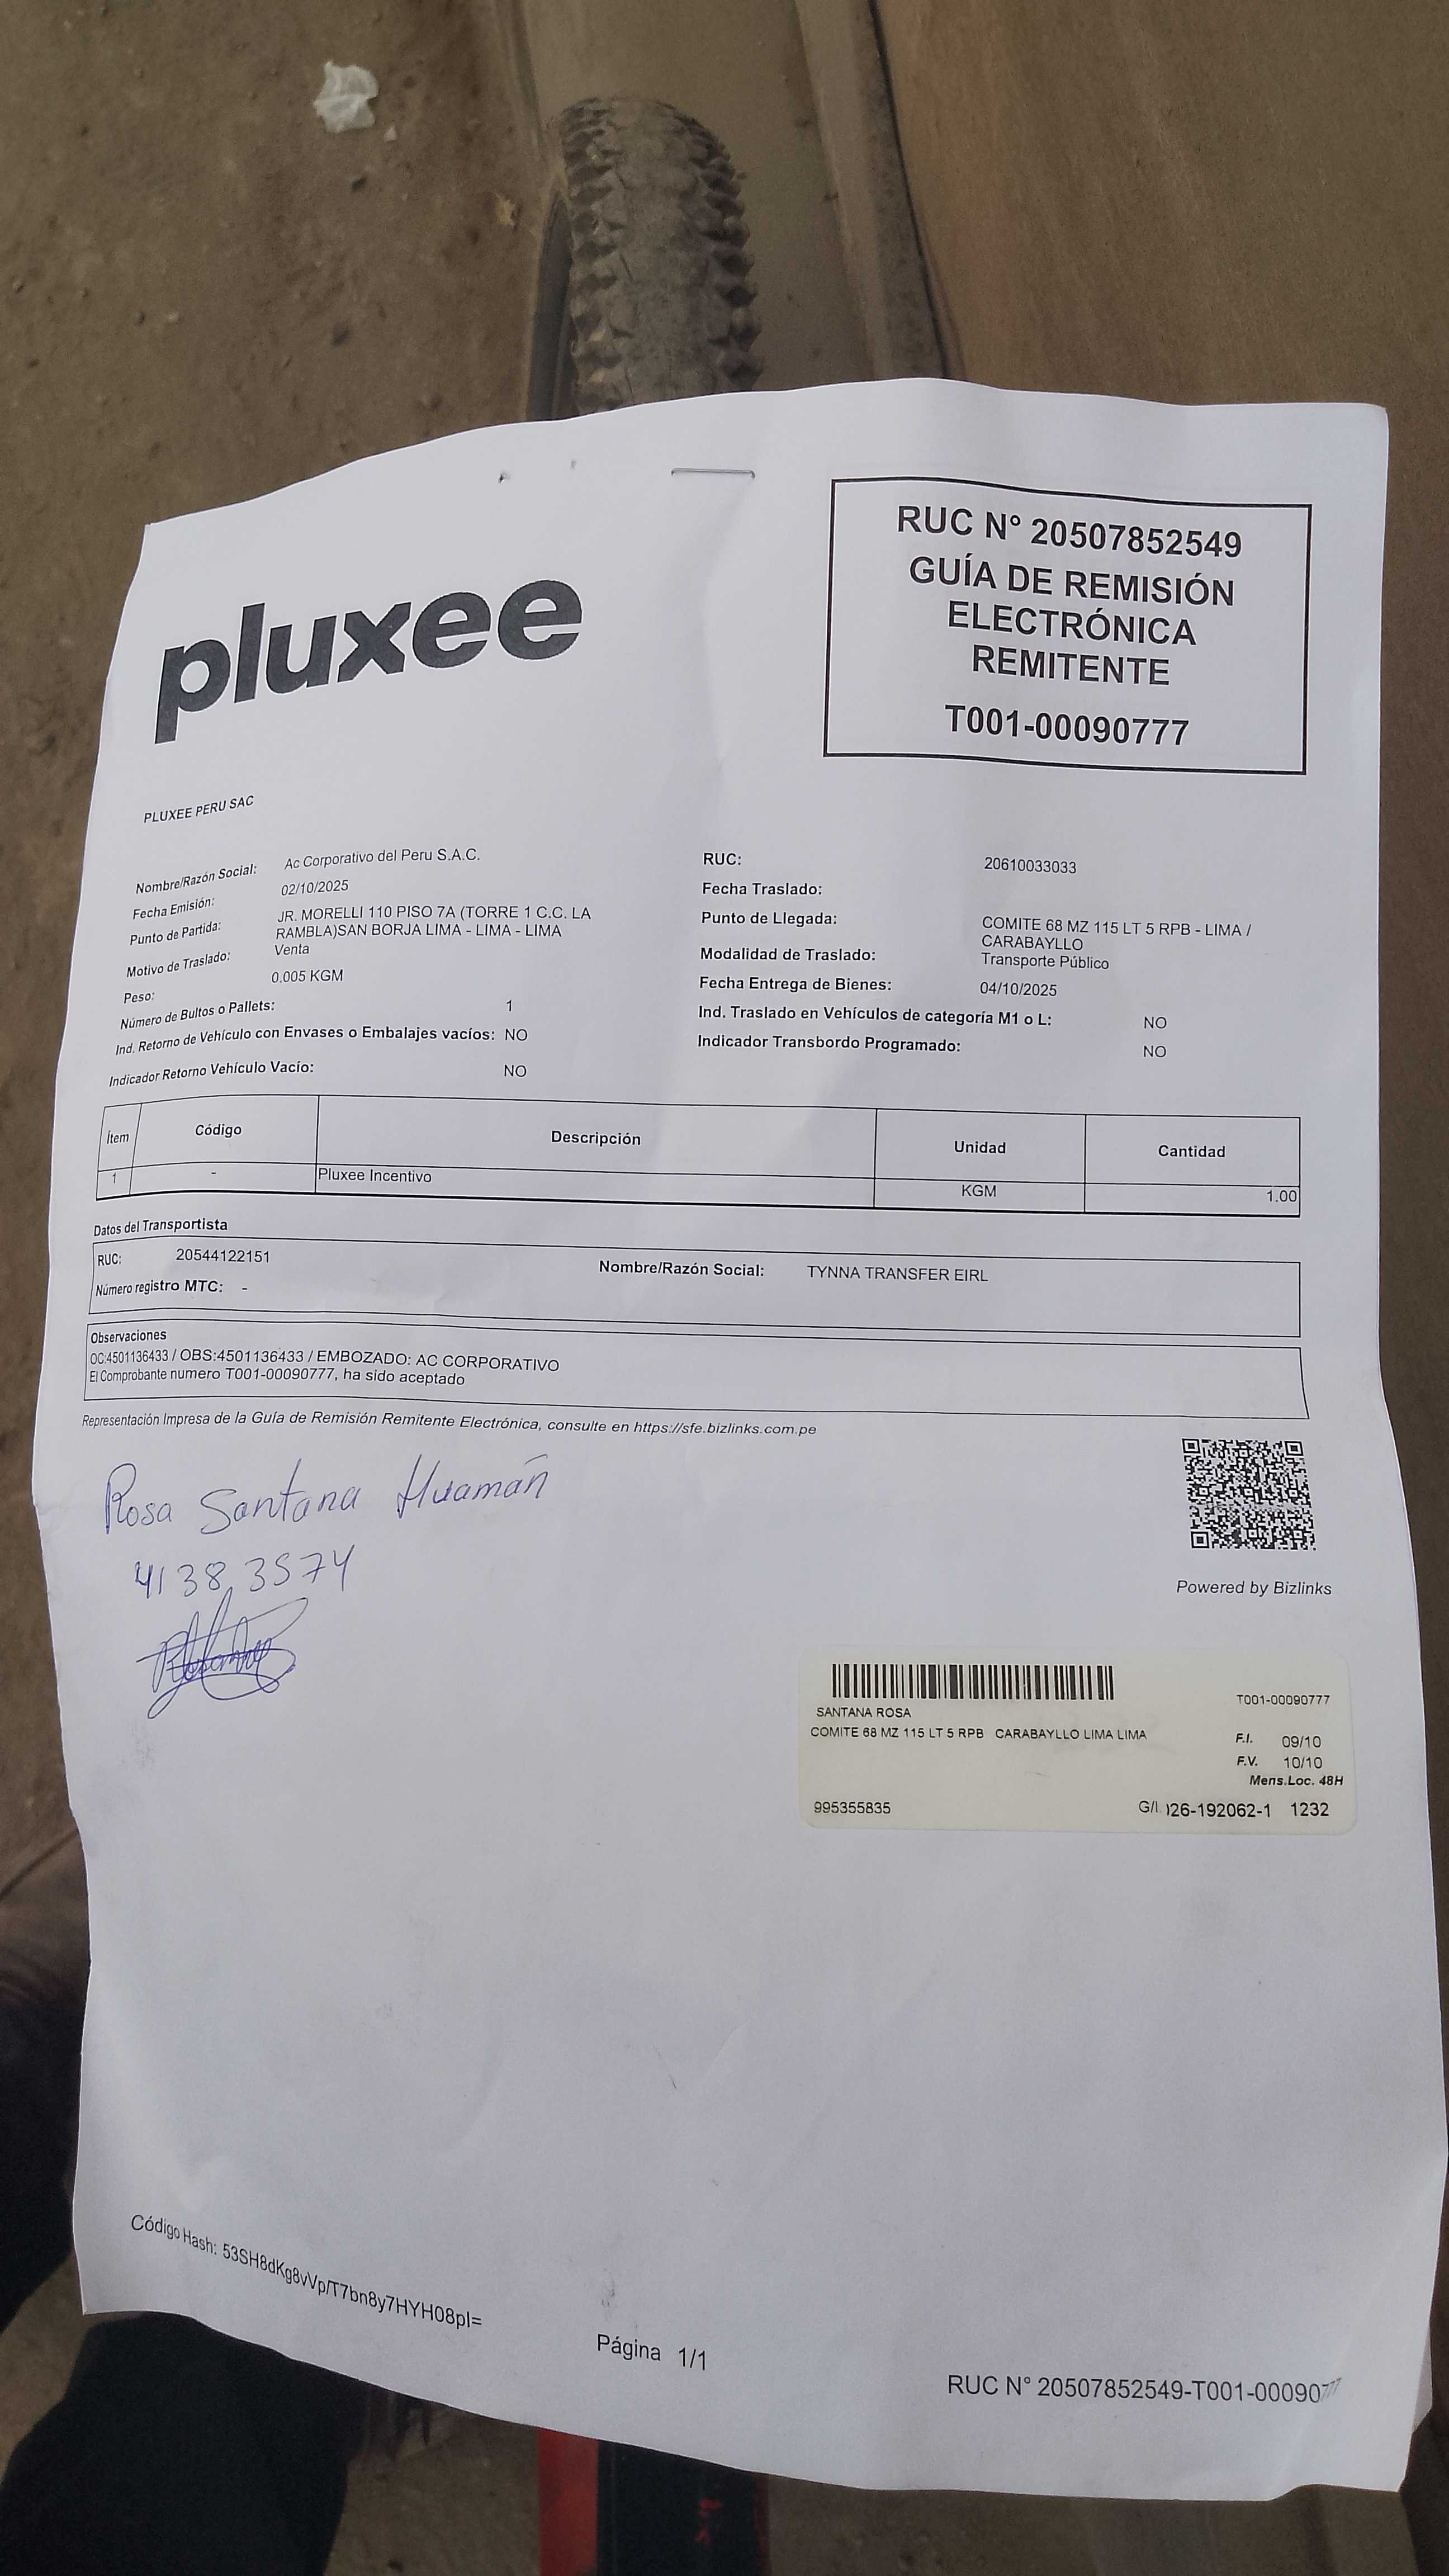 pluxee
RUC N° 20507852549
GUÍA DE REMISIÓN
ELECTRÓNICA
REMITENTE
T001-00090777
PLUXEE PERU SAC
Nombre/Razón Social: Ac Corporativo del Peru S.A.C.
Fecha Emisión: 02/10/2025
Punto de Partida: JR. MORELLI 110 PISO 7A (TORRE 1 C.C. LA
RAMBLA)SAN BORJA LIMA - LIMA - LIMA
Motivo de Traslado: Venta
Peso: 0.005 KGM
Número de Bultos o Pallets: 1
Ind. Retorno de Vehículo con Envases o Embalajes vacíos: NO
Indicador Retorno Vehículo Vacío: NO
RUC: 20610033033
Fecha Traslado:
Punto de Llegada: COMITE 68 MZ 115 LT 5 RPB - LIMA /
CARABAYLLO
Modalidad de Traslado: Transporte Público
Fecha Entrega de Bienes: 04/10/2025
Ind. Traslado en Vehículos de categoría M1 o L: NO
Indicador Transbordo Programado: NO
Ítem Código Descripción Unidad Cantidad
1 - Pluxee Incentivo KGM 1.00
Datos del Transportista
RUC: 20544122151 Nombre/Razón Social: TYNNA TRANSFER EIRL
Número registro MTC: -
Observaciones
OC:4501136433 / OBS:4501136433 / EMBOZADO: AC CORPORATIVO
El Comprobante numero T001-00090777, ha sido aceptado
Representación Impresa de la Guía de Remisión Remitente Electrónica, consulte en https://sfe.bizlinks.com.pe
Rosa Santana Huamán
41383574
Powered by Bizlinks
T001-00090777
SANTANA ROSA
COMITE 68 MZ 115 LT 5 RPB CARABAYLLO LIMA LIMA
F.I. 09/10
F.V. 10/10
Mens.Loc. 48H
995355835 G/I. 026-192062-1 1232
Código Hash: 53SH8dKg8vVp/T7bn8y7HYH08pI=
Página 1/1
RUC N° 20507852549-T001-00090777